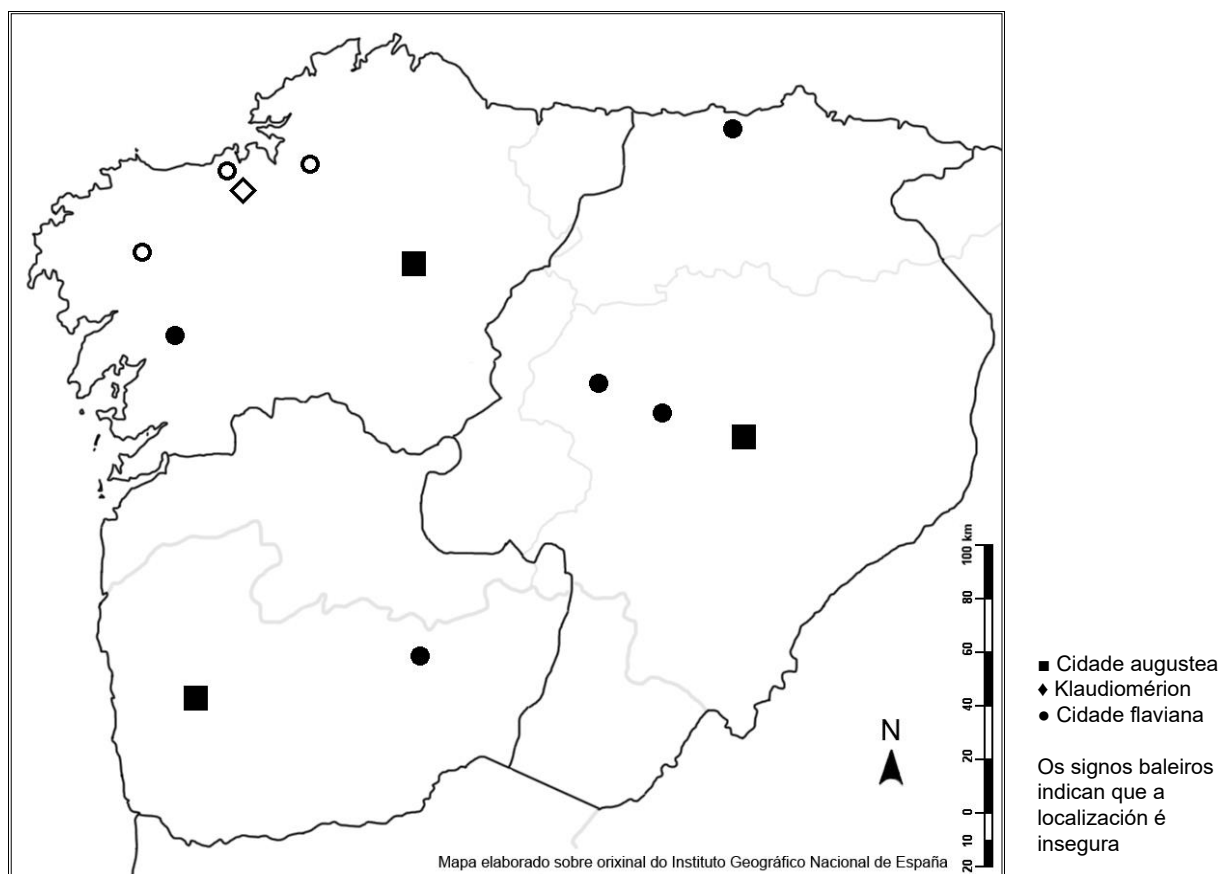 100 km
80
60
40
20
0
10
20
N
Mapa elaborado sobre orixinal do Instituto Geográfico Nacional de España
■ Cidade augustea
♦ Klaudiomérion
● Cidade flaviana
Os signos baleiros
indican que a
localización é
insegura